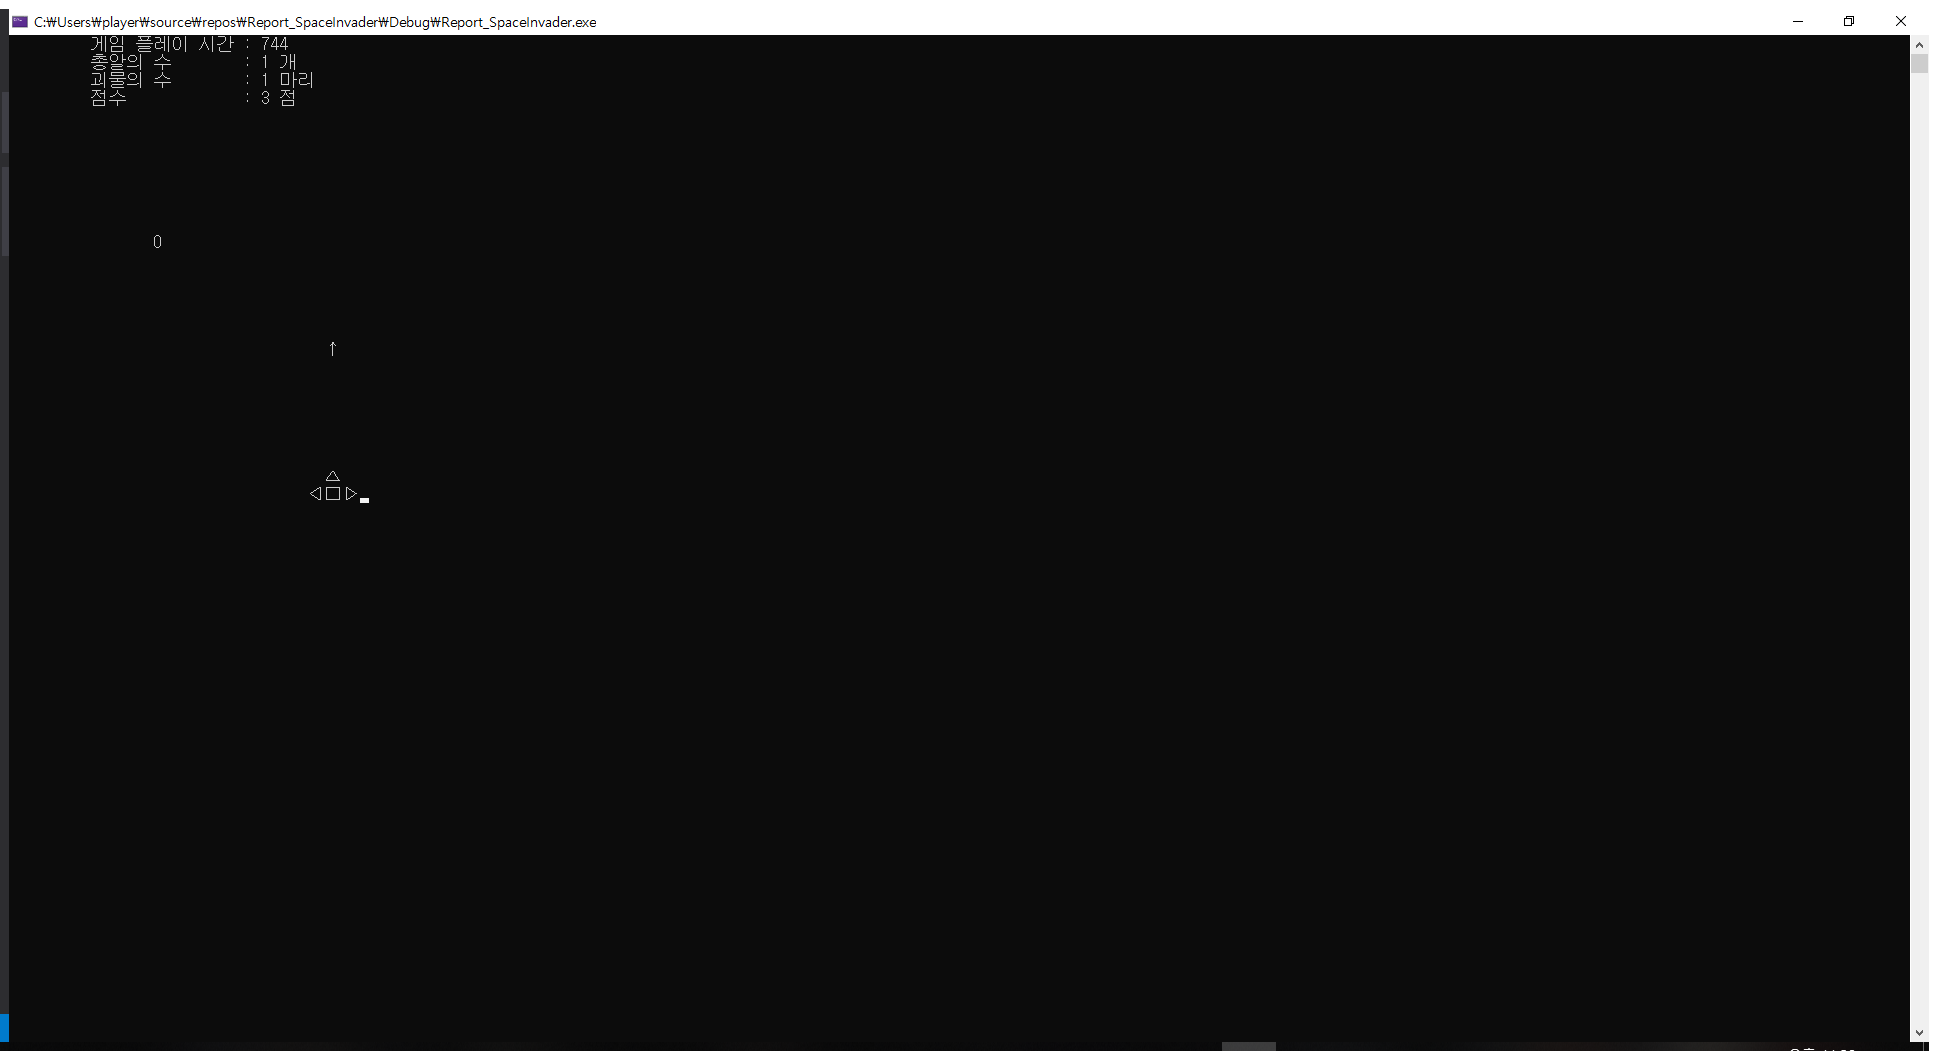 C:₩Users₩player₩source₩repos₩Report_SpaceInvader₩Debug₩Report_SpaceInvader.exe
게임 플레이 시간 : 744
총알의 수 : 1 개
괴물의 수 : 1 마리
점수 : 3 점
0
↑
△
◁□▷